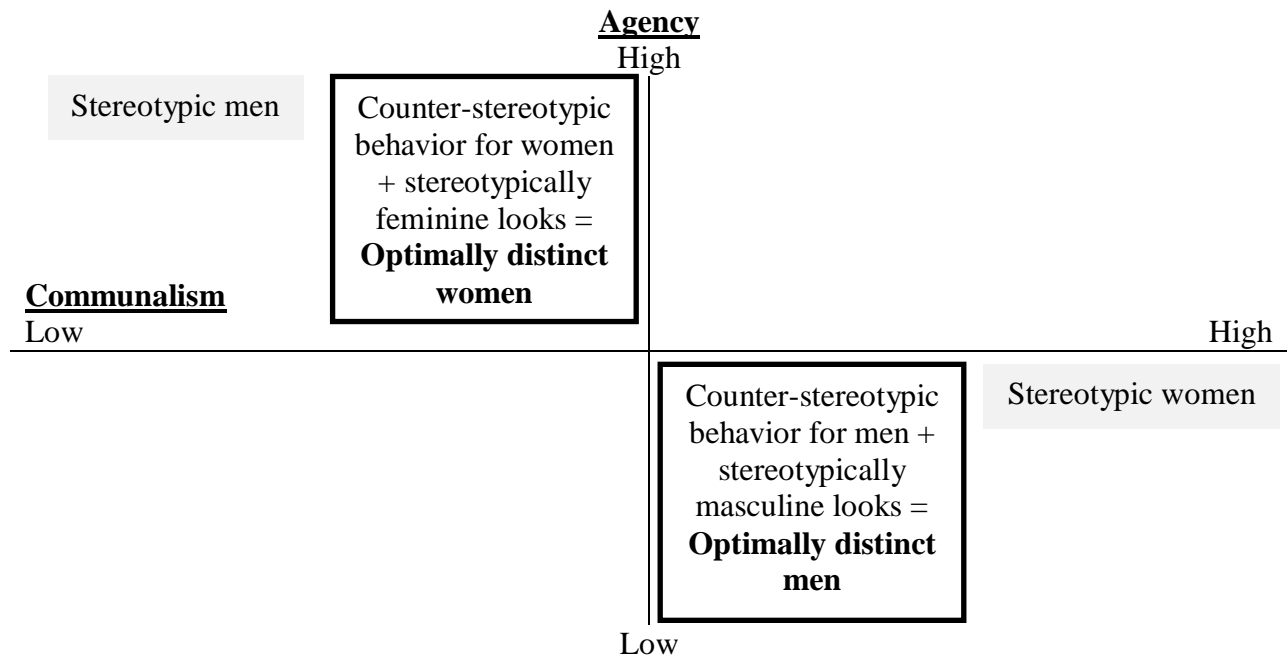 Agency
High
Stereotypic men
Counter-stereotypic
behavior for women
+ stereotypically
feminine looks =
Optimally distinct
women
Communalism
Low
High
Counter-stereotypic
behavior for men +
stereotypically
masculine looks =
Optimally distinct
men
Stereotypic women
Low